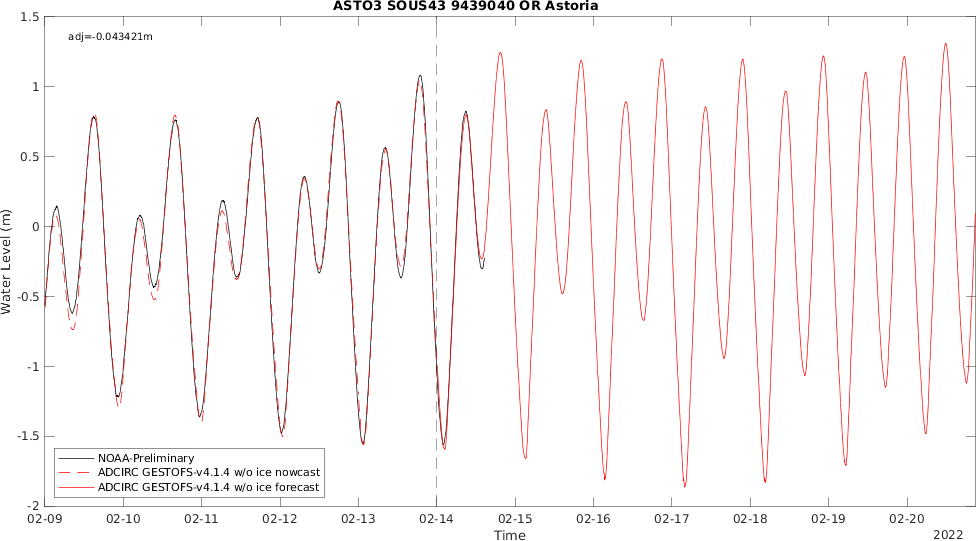 ASTO3 SOUS43 9439040 OR Astoria
adj=-0.043421m
1.5
1
0.5
0
-0.5
-1
-1.5
-2
Water Level (m)
NOAA-Preliminary
ADCIRC GESTOFS-v4.1.4 w/o ice nowcast
ADCIRC GESTOFS-v4.1.4 w/o ice forecast
02-09 02-10 02-11 02-12 02-13 02-14 02-15 02-16 02-17 02-18 02-19 02-20
Time
2022